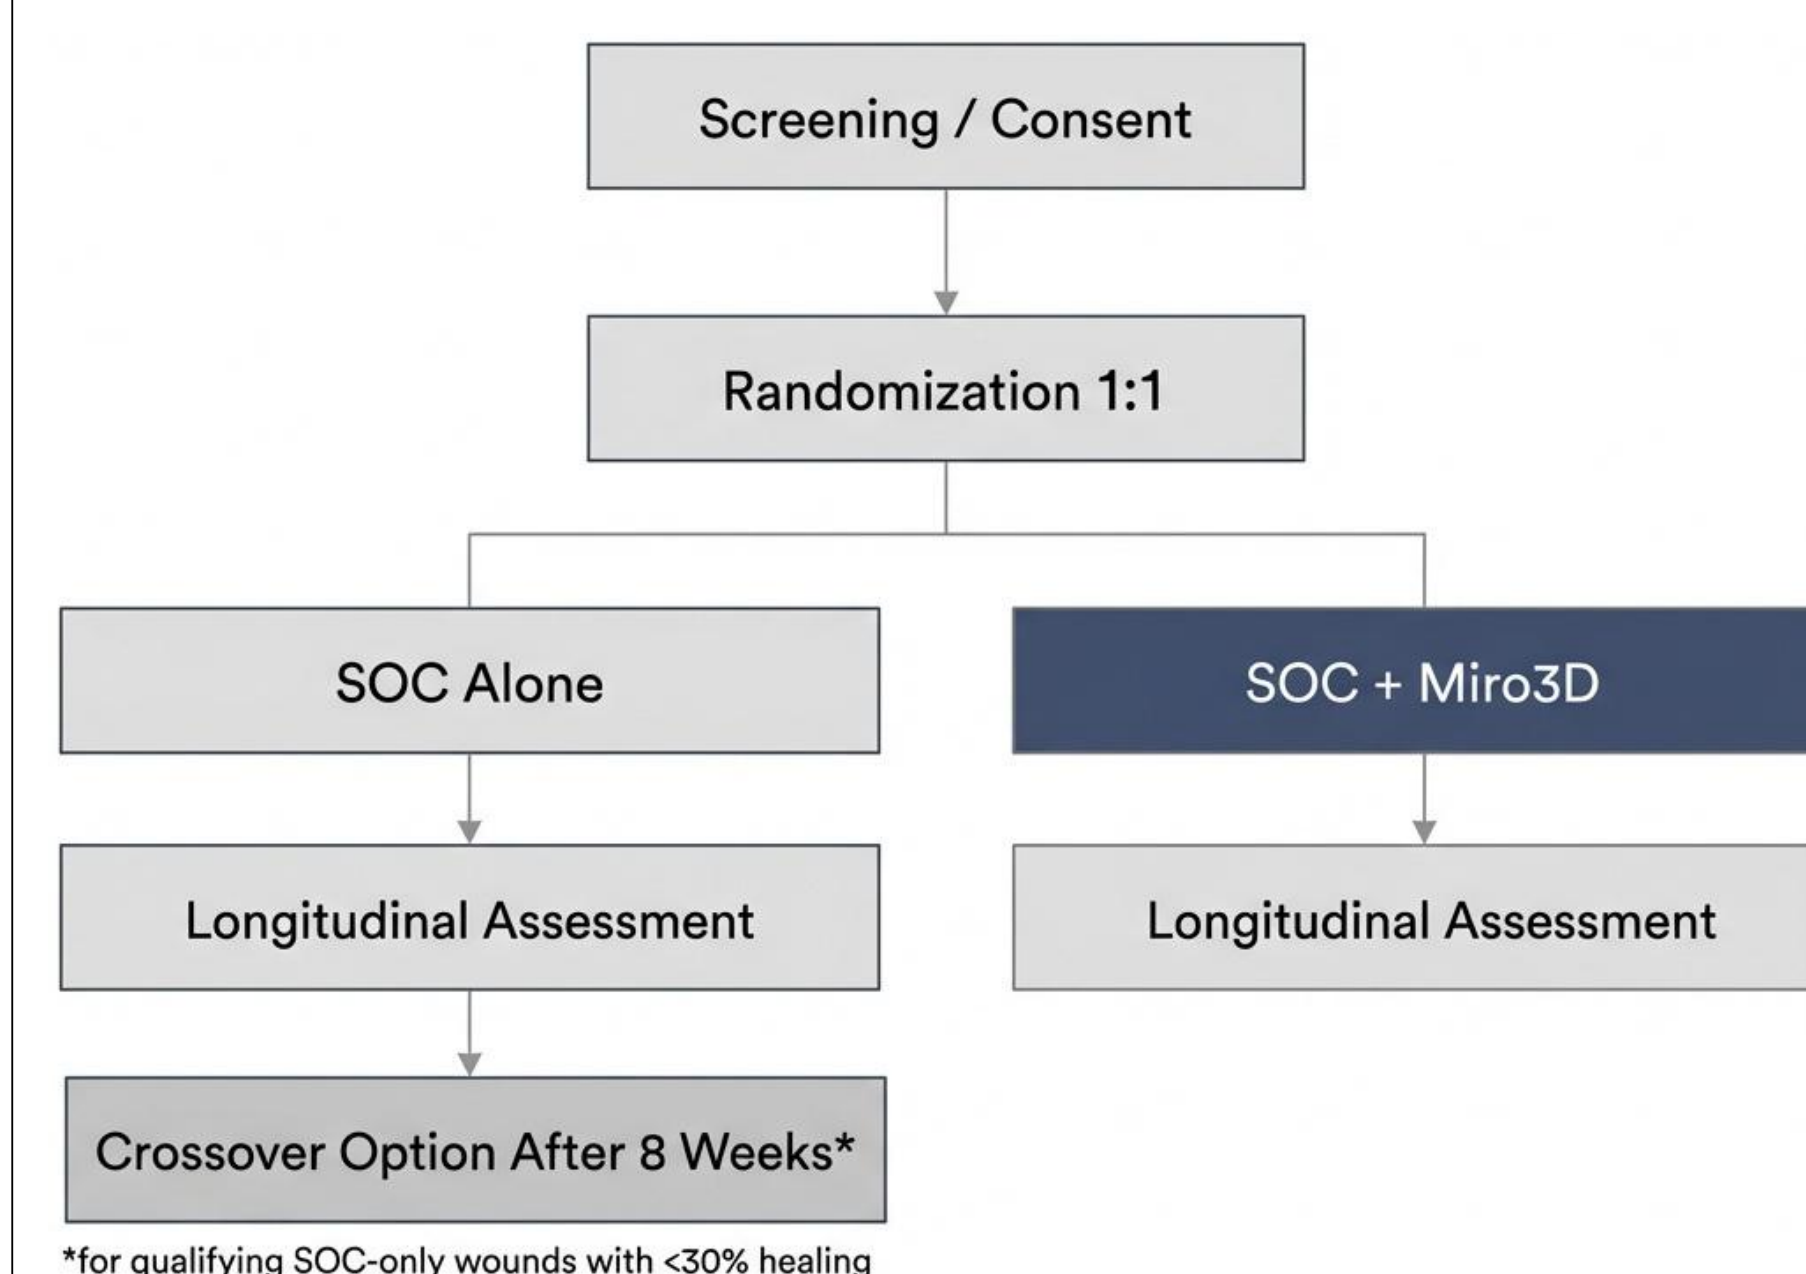 Screening / Consent
Randomization 1:1
SOC Alone
SOC + Miro3D
Longitudinal Assessment
Longitudinal Assessment
Crossover Option After 8 Weeks*
*for qualifying SOC-only wounds with <30% healing